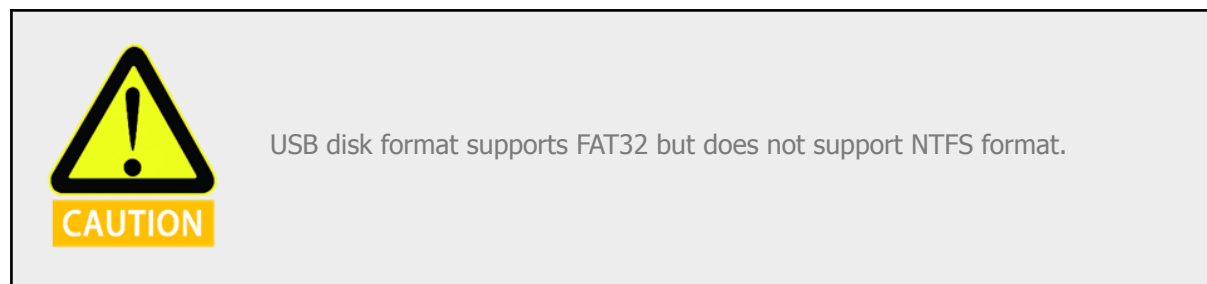 USB disk format supports FAT32 but does not support NTFS format.
CAUTION